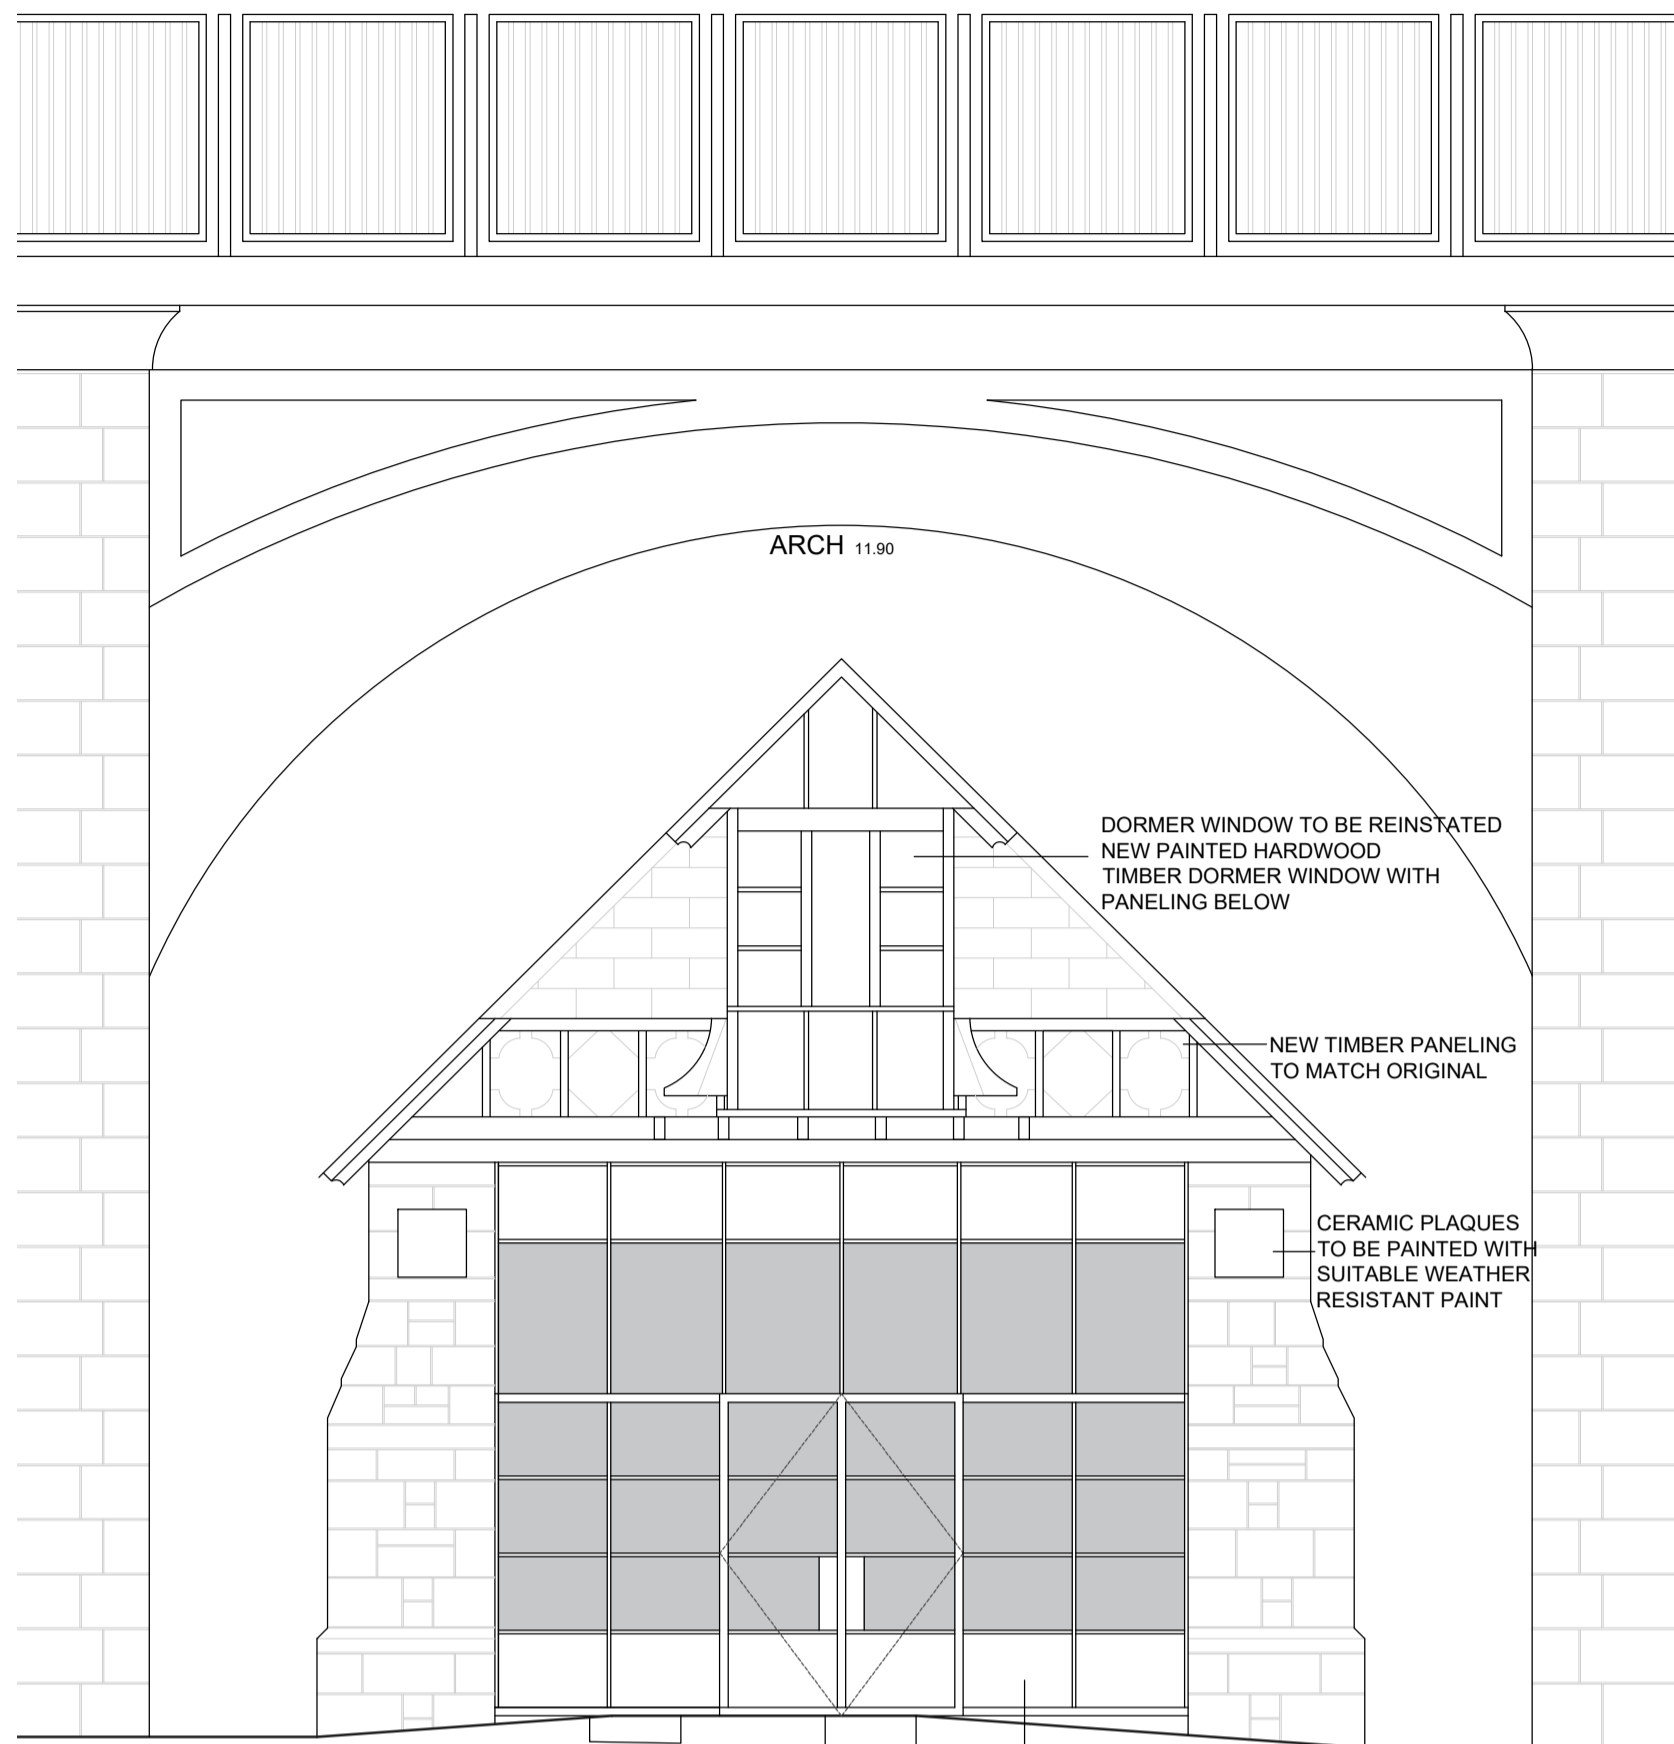 ARCH 11.90
DORMER WINDOW TO BE REINSTATED
NEW PAINTED HARDWOOD
TIMBER DORMER WINDOW WITH
PANELING BELOW
NEW TIMBER PANELING
TO MATCH ORIGINAL
CERAMIC PLAQUES
TO BE PAINTED WITH
SUITABLE WEATHER
RESISTANT PAINT